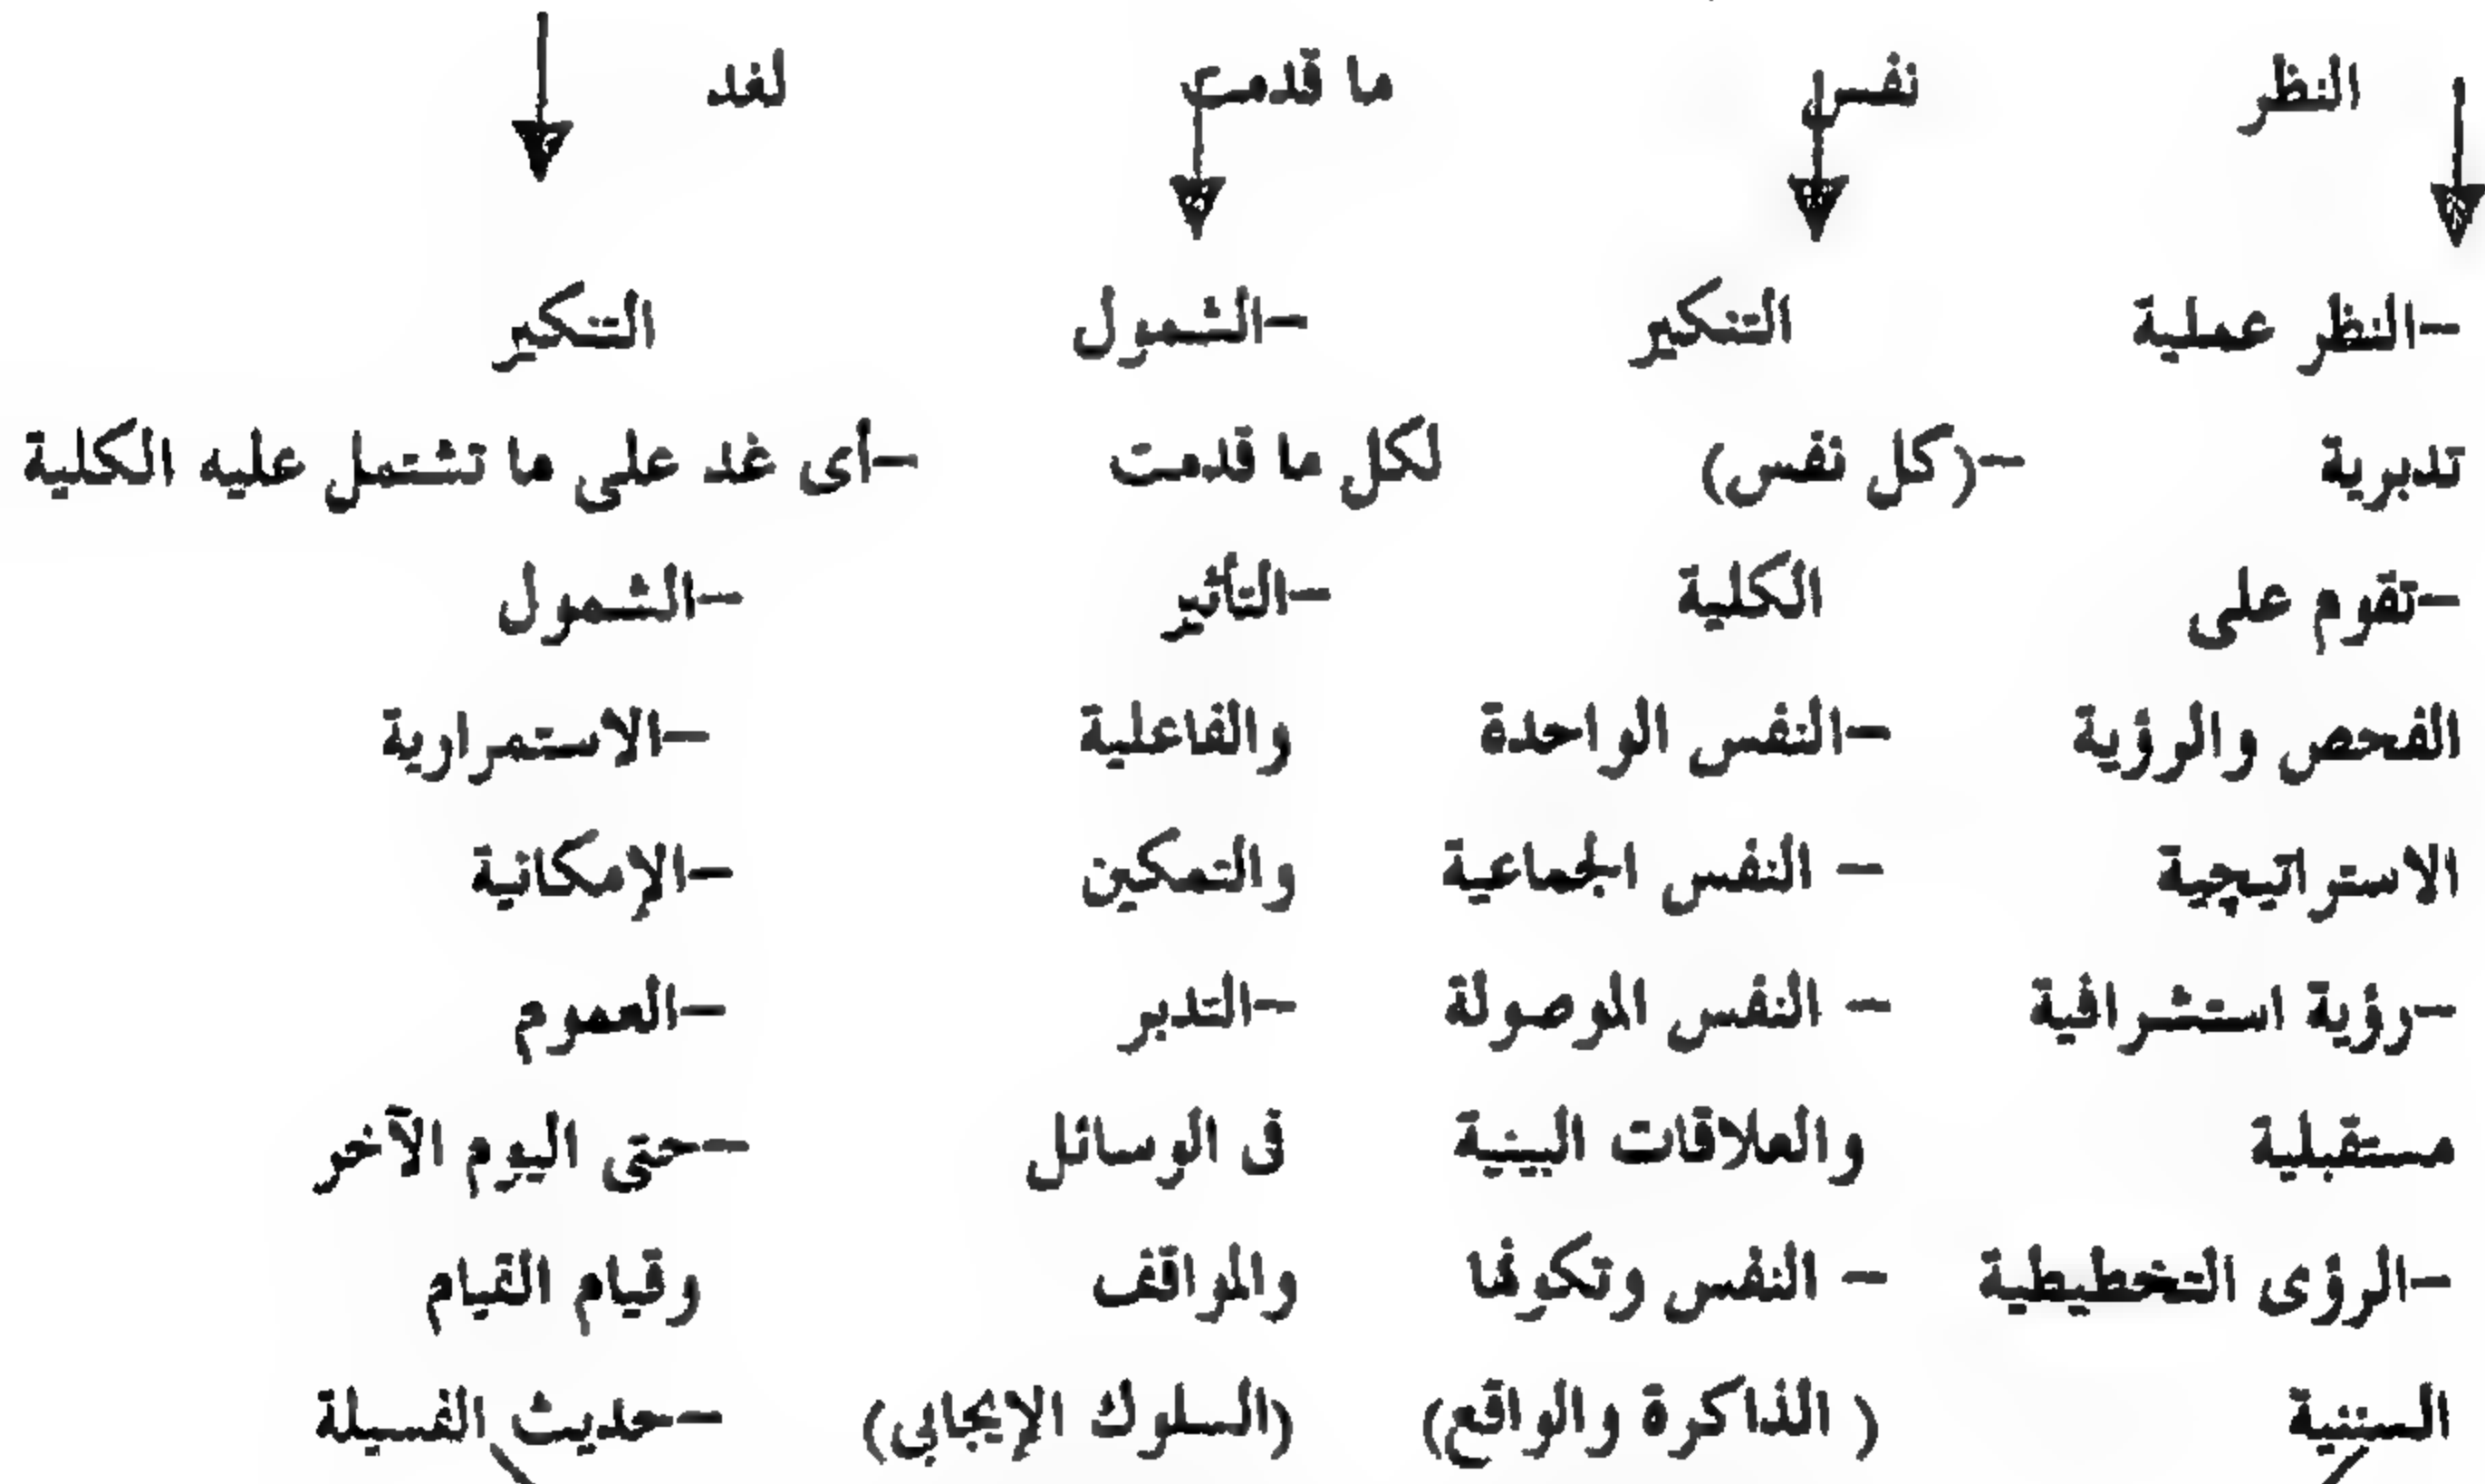 النظر نفس ما قدمت لغد
-النظر عملية التنكير -الشمول التنكير
تدبرية -(كل نفس) لكل ما قدمت -أى غد على ما تشتمل عليه الكلية
-تقوم على الكلية -التأثير -الشمول
الفحص والرؤية -النفس الواحدة والفاعلية -الاستمرارية
الاستراتيجية - النفس الجماعية والتمكين -الإمكانية
-رؤية استشرافية - النفس الموصولة -التدبر -العموم
مستقبلية والعلاقات البينية فى الوسائل -حتى اليوم الآخر
-الرؤى التخطيطية - النفس وتكونها والمواقف وقيام القيام
السننية ( الذاكرة والواقع) (السلوك الإيجابى) -حديث الفسيلة